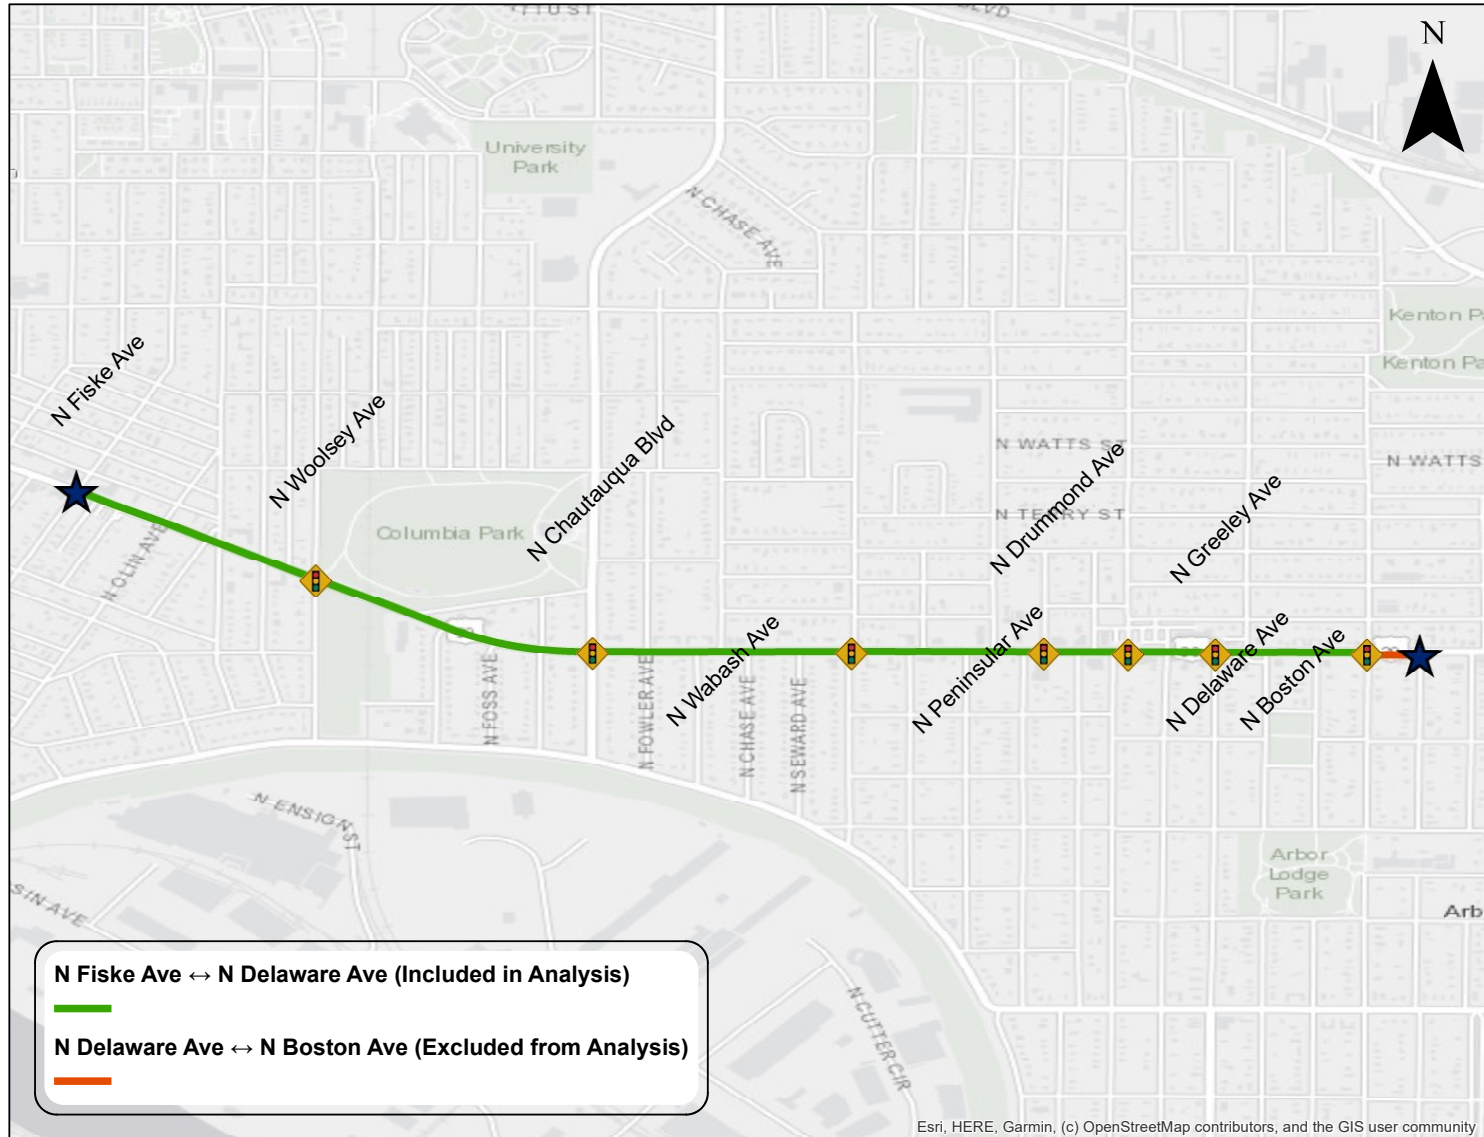 BLVD
N
University
Park
N CHASE AVE
Kenton P
Kenton Pa
N Fiske Ave
N Woolsey Ave
N Chautauqua Blvd
N WATTS ST
N WATTS
N Drummond Ave
N Greeley Ave
N TERRY ST
Columbia Park
N OLIN AVE
N Wabash Ave
N Peninsular Ave
N Delaware Ave
N Boston Ave
N FOSS AVE
N FOWLER AVE
N CHASE AVE
N SEWARD AVE
N ENSIGN ST
Arbor
Lodge
Park
SIN AVE
Arb
N Fiske Ave ↔ N Delaware Ave (Included in Analysis)
N Delaware Ave ↔ N Boston Ave (Excluded from Analysis)
N CUTTER CIR
Esri, HERE, Garmin, (c) OpenStreetMap contributors, and the GIS user community